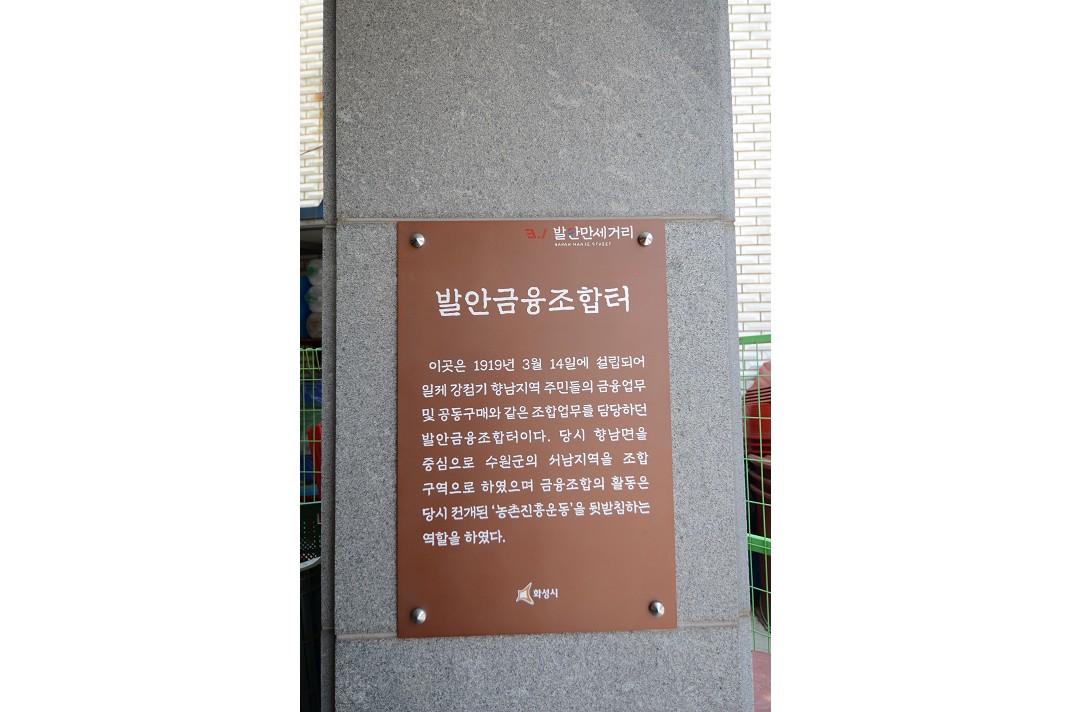 3.1 발안만세거리
BARAN MANSE STREET
발안금융조합터
이곳은 1919년 3월 14일에 설립되어
일제 강점기 향남지역 주민들의 금융업무
및 공동구매와 같은 조합업무를 담당하던
발안금융조합터이다. 당시 향남면을
중심으로 수원군의 서남지역을 조합
구역으로 하였으며 금융조합의 활동은
당시 전개된 '농촌진흥운동'을 뒷받침하는
역할을 하였다.
화성시